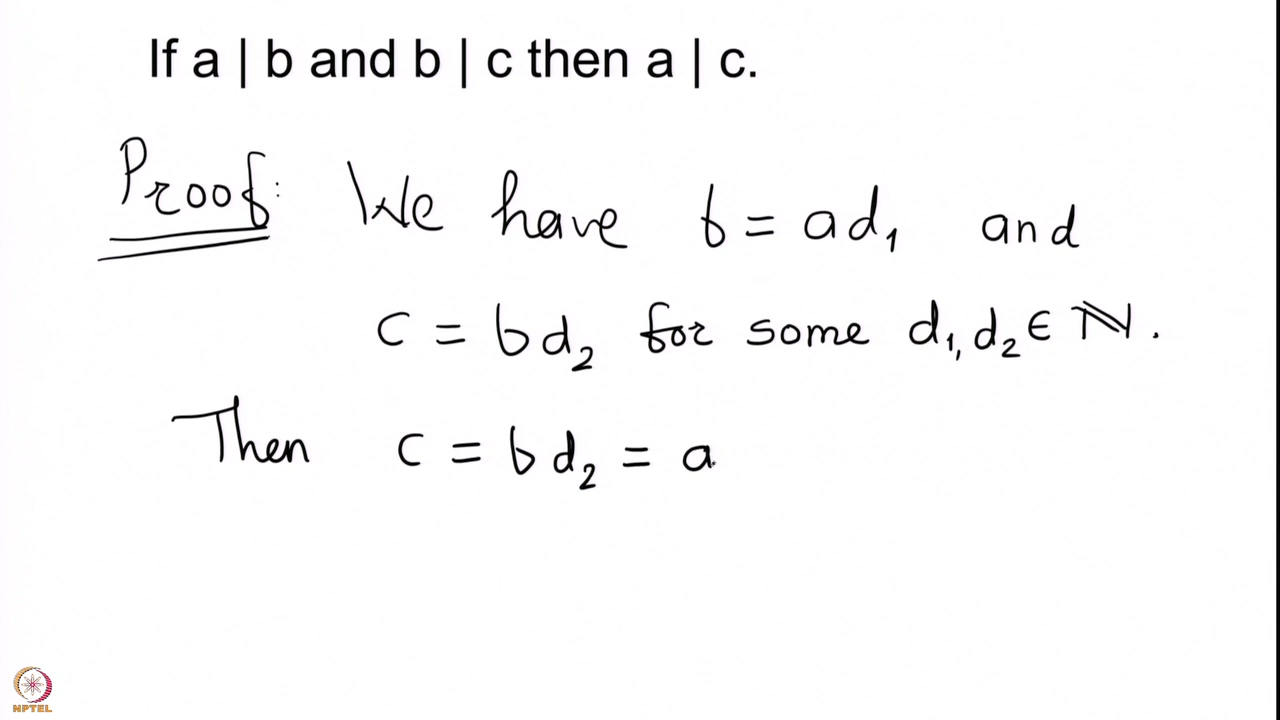 If a | b and b | c then a | c.
Proof: We have b = ad₁ and
c = bd₂ for some d₁, d₂ ∈ ℕ.
Then c = bd₂ = a
NPTEL